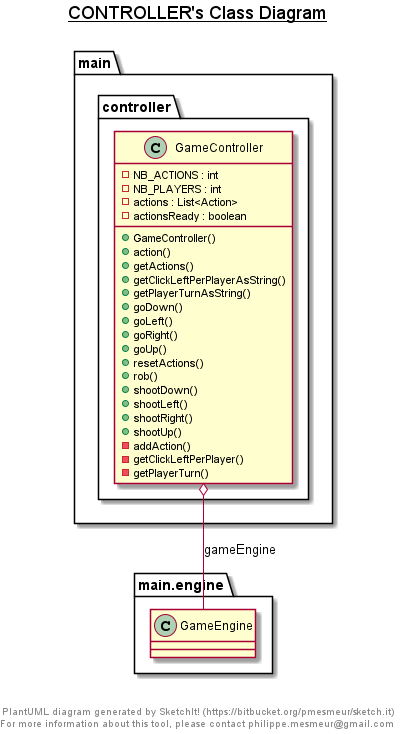 CONTROLLER's Class Diagram
main
controller
C GameController
NB_ACTIONS : int
NB_PLAYERS : int
actions : List<Action>
actionsReady : boolean
GameController()
action()
getActions()
getClickLeftPerPlayerAsString()
getPlayerTurnAsString()
goDown()
goLeft()
goRight()
goUp()
resetActions()
rob()
shootDown()
shootLeft()
shootRight()
shootUp()
addAction()
getClickLeftPerPlayer()
getPlayerTurn()
gameEngine
main.engine
C GameEngine
PlantUML diagram generated by SketchIt! (https://bitbucket.org/pmesmeur/sketch.it)
For more information about this tool, please contact philippe.mesmeur@gmail.com